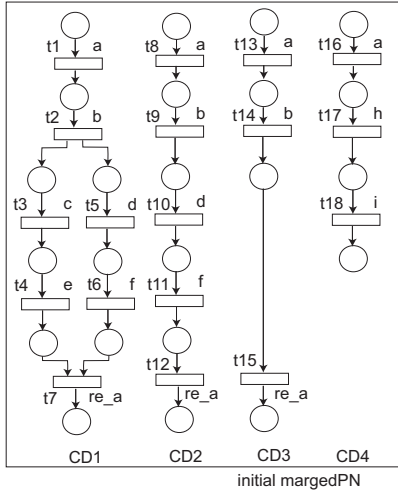 t1 a t8 a t13 a t16 a
t2 b t9 b t14 b t17 h
t3 c t5 d t10 d t18 i
t4 e t6 f t11 f
t12 t15
t7 re_a re_a re_a
CD1 CD2 CD3 CD4
initial margedPN